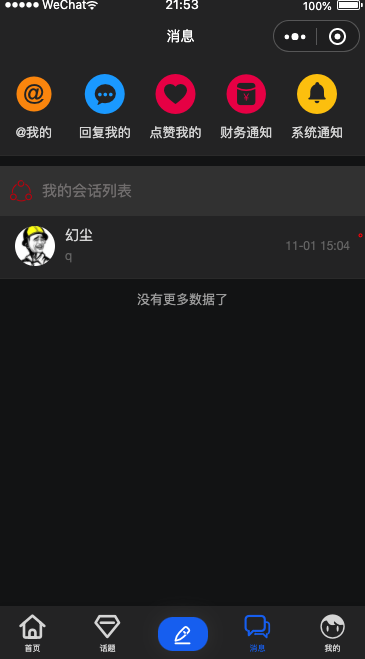 WeChat
21:53
100%
消息
@
@我的
回复我的
点赞我的
¥
财务通知
系统通知
我的会话列表
幻尘
11-01 15:04
q
没有更多数据了
首页
话题
消息
我的